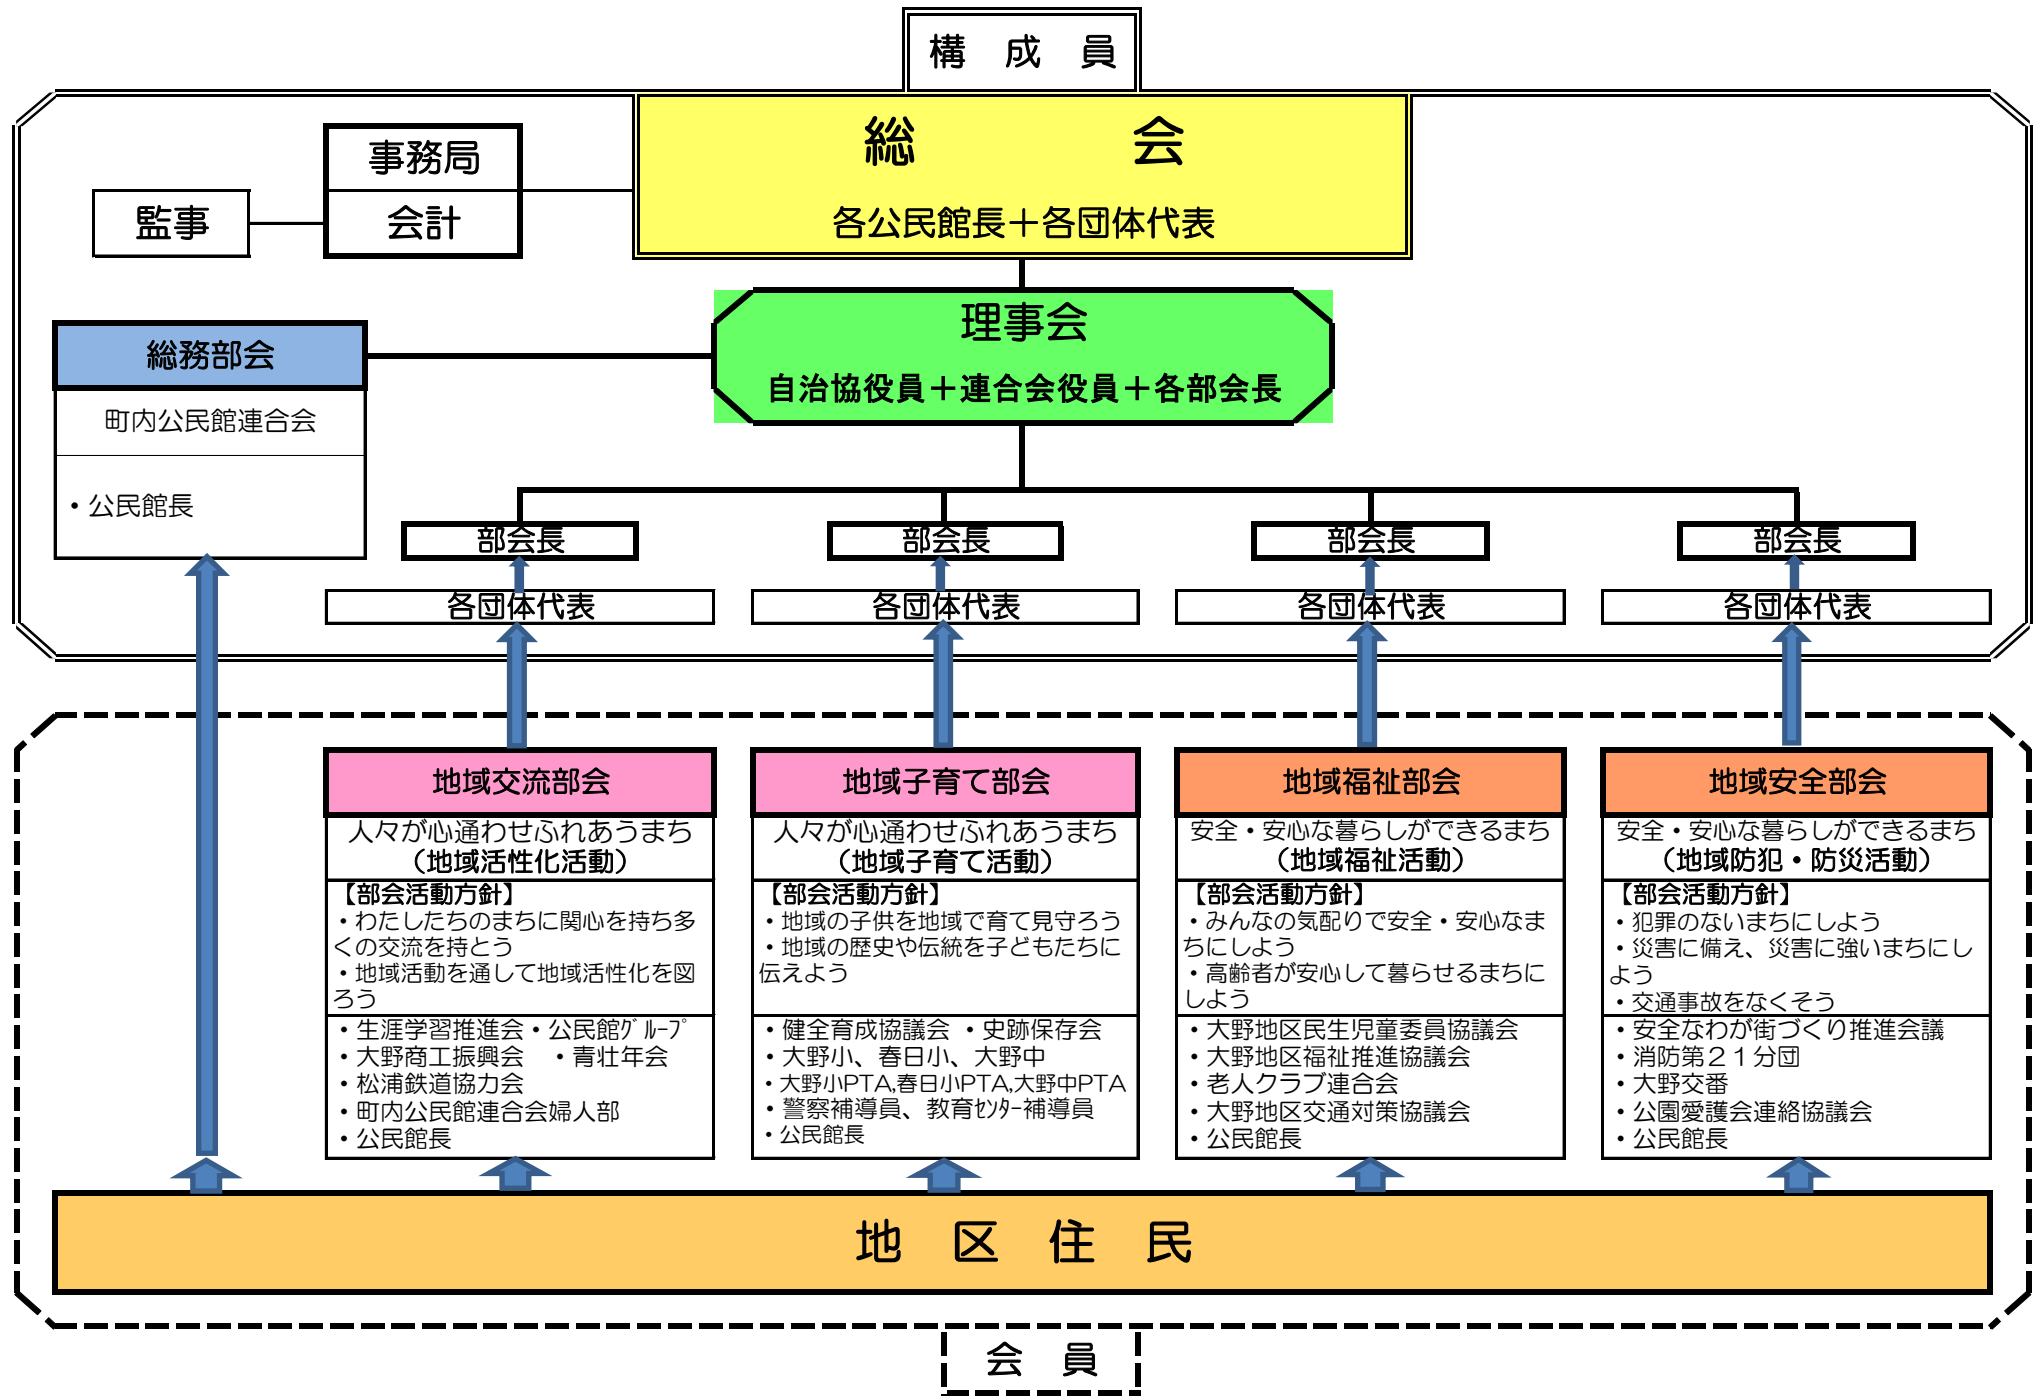 構　成　員
総　　　会
各公民館長＋各団体代表
事務局
会計
監事
理事会
自治協役員＋連合会役員＋各部会長
総務部会
町内公民館連合会
・公民館長
部会長
部会長
部会長
部会長
各団体代表
各団体代表
各団体代表
各団体代表
地域交流部会
人々が心通わせふれあうまち
（地域活性化活動）
【部会活動方針】
・わたしたちのまちに関心を持ち多
くの交流を持とう
・地域活動を通して地域活性化を図
ろう
・生涯学習推進会・公民館ｸﾞﾙｰﾌﾟ
・大野商工振興会　・青壮年会
・松浦鉄道協力会
・町内公民館連合会婦人部
・公民館長
地域子育て部会
人々が心通わせふれあうまち
（地域子育て活動）
【部会活動方針】
・地域の子供を地域で育て見守ろう
・地域の歴史や伝統を子どもたちに
伝えよう
・健全育成協議会 ・史跡保存会
・大野小、春日小、大野中
・大野小PTA,春日小PTA,大野中PTA
・警察補導員、教育ｾﾝﾀｰ補導員
・公民館長
地域福祉部会
安全・安心な暮らしができるまち
（地域福祉活動）
【部会活動方針】
・みんなの気配りで安全・安心なま
ちにしよう
・高齢者が安心して暮らせるまちに
しよう
・大野地区民生児童委員協議会
・大野地区福祉推進協議会
・老人クラブ連合会
・大野地区交通対策協議会
・公民館長
地域安全部会
安全・安心な暮らしができるまち
（地域防犯・防災活動）
【部会活動方針】
・犯罪のないまちにしよう
・災害に備え、災害に強いまちにし
よう
・交通事故をなくそう
・安全なわが街づくり推進会議
・消防第２１分団
・大野交番
・公園愛護会連絡協議会
・公民館長
地　区　住　民
会　員